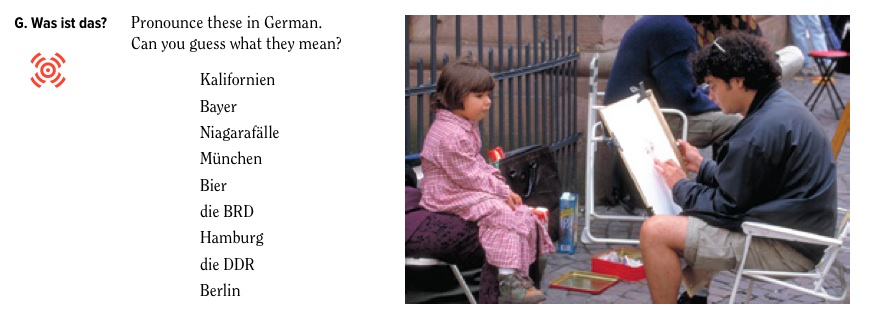 G. Was ist das?
Pronounce these in German.
Can you guess what they mean?
Kalifornien
Bayer
Niagarafälle
München
Bier
die BRD
Hamburg
die DDR
Berlin